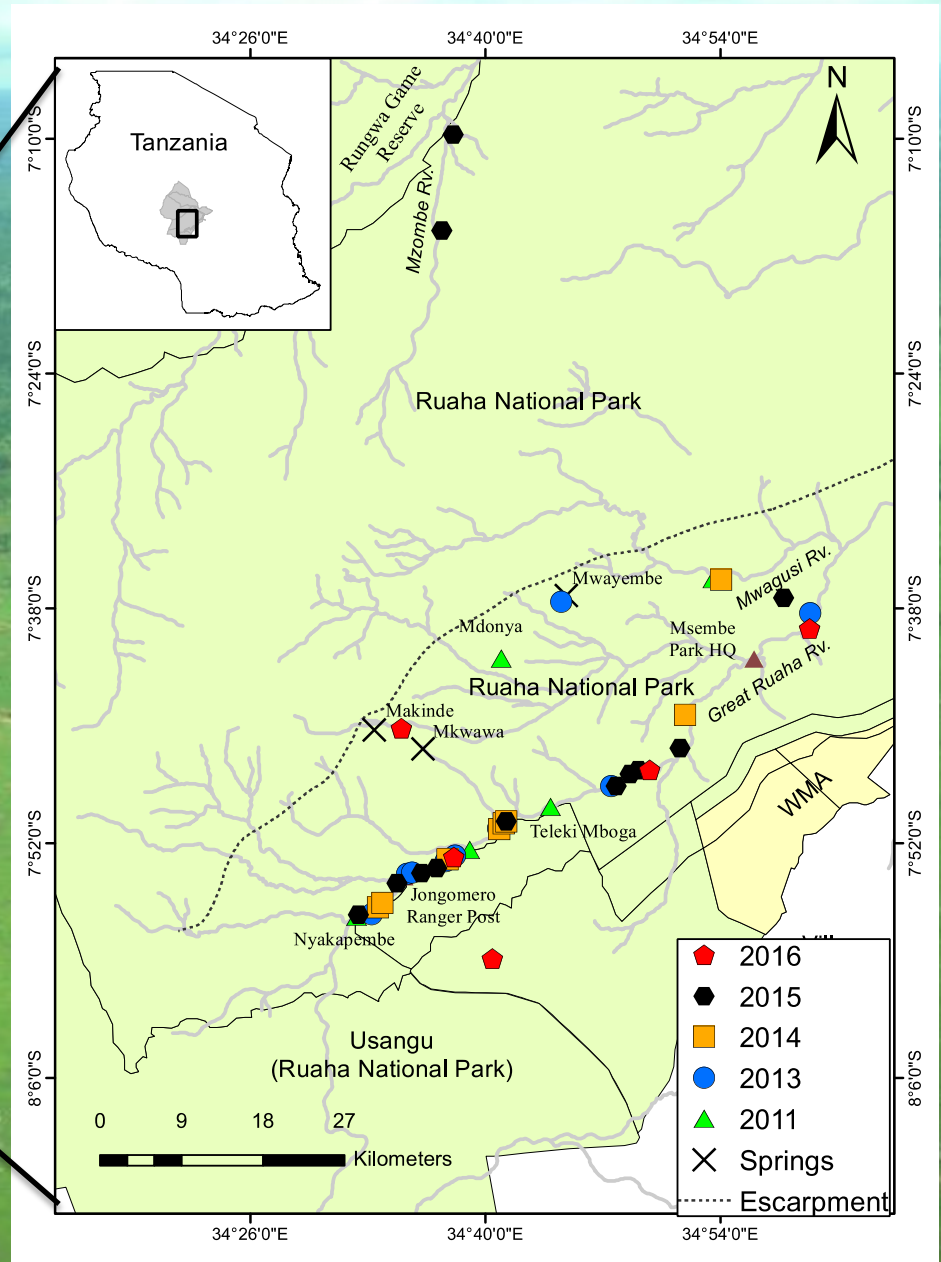 34°26'0"E
34°40'0"E
34°54'0"E
N
Tanzania
Rungwa Game
Reserve
7°10'0"S
7°10'0"S
Mzombe Rv.
7°24'0"S
7°24'0"S
Ruaha National Park
Mwayembe
Mwagusi Rv.
7°38'0"S
7°38'0"S
Mdonya
Msembe
Park HQ
Ruaha National Park
Great Ruaha Rv.
Makinde
Mkwawa
WMA
Teleki Mboga
7°52'0"S
7°52'0"S
Jongomero
Ranger Post
Nyakapembe
2016
2015
2014
2013
2011
Springs
Escarpment
Usangu
(Ruaha National Park)
8°6'0"S
8°6'0"S
0 9 18 27
Kilometers
34°26'0"E
34°40'0"E
34°54'0"E